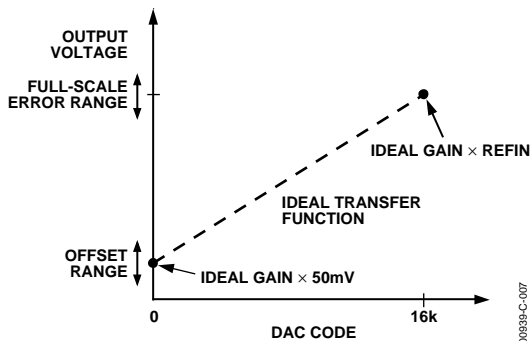 OUTPUT
VOLTAGE
FULL-SCALE
ERROR RANGE
IDEAL GAIN × REFIN
IDEAL TRANSFER
FUNCTION
OFFSET
RANGE
IDEAL GAIN × 50mV
0
16k
DAC CODE
00939-C-007